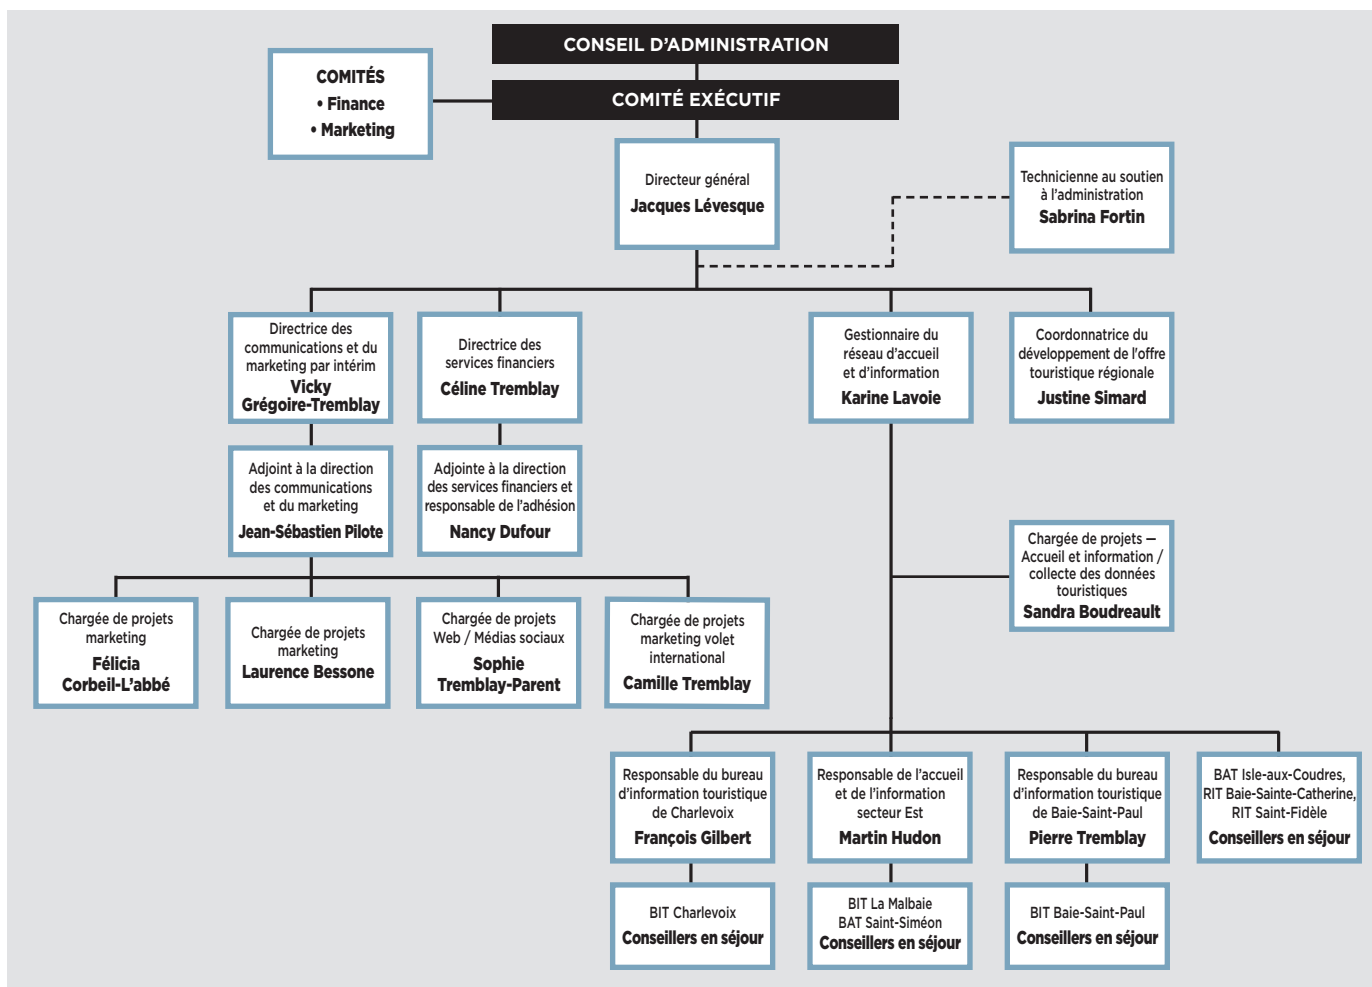 CONSEIL D'ADMINISTRATION
COMITÉS
• Finance
• Marketing
COMITÉ EXÉCUTIF
Directeur général
Jacques Lévesque
Technicienne au soutien
à l'administration
Sabrina Fortin
Directrice des
communications et du
marketing par intérim
Vicky
Grégoire-Tremblay
Directrice des
services financiers
Céline Tremblay
Gestionnaire du
réseau d'accueil
et d'information
Karine Lavoie
Coordonnatrice du
développement de l'offre
touristique régionale
Justine Simard
Adjoint à la direction
des communications
et du marketing
Jean-Sébastien Pilote
Adjointe à la direction
des services financiers et
responsable de l'adhésion
Nancy Dufour
Chargée de projets —
Accueil et information /
collecte des données
touristiques
Sandra Boudreault
Chargée de projets
marketing
Félicia
Corbeil-L'abbé
Chargée de projets
marketing
Laurence Bessone
Chargée de projets
Web / Médias sociaux
Sophie
Tremblay-Parent
Chargée de projets
marketing volet
international
Camille Tremblay
Responsable du bureau
d'information touristique
de Charlevoix
François Gilbert
Responsable de l'accueil
et de l'information
secteur Est
Martin Hudon
Responsable du bureau
d'information touristique
de Baie-Saint-Paul
Pierre Tremblay
BAT Isle-aux-Coudres,
RIT Baie-Sainte-Catherine,
RIT Saint-Fidèle
Conseillers en séjour
BIT Charlevoix
Conseillers en séjour
BIT La Malbaie
BAT Saint-Siméon
Conseillers en séjour
BIT Baie-Saint-Paul
Conseillers en séjour